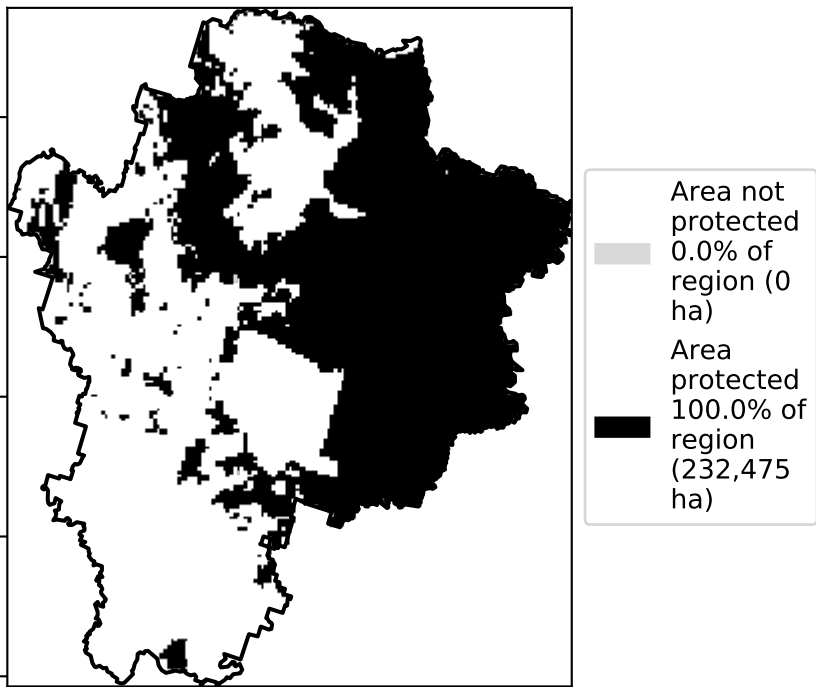 Area not
protected
0.0% of
region (0
ha)
Area
protected
100.0% of
region
(232,475
ha)